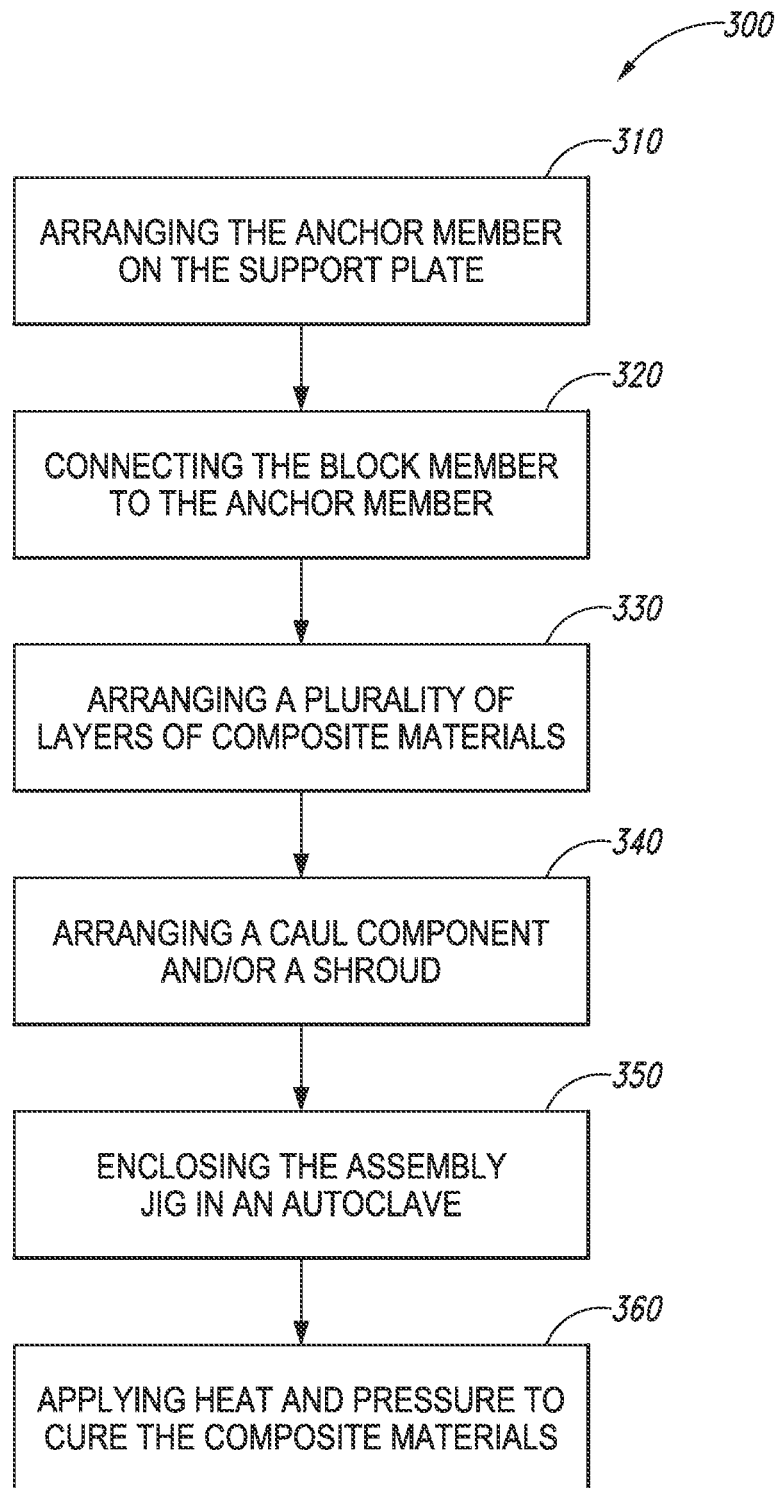 300
310
ARRANGING THE ANCHOR MEMBER
ON THE SUPPORT PLATE
320
CONNECTING THE BLOCK MEMBER
TO THE ANCHOR MEMBER
330
ARRANGING A PLURALITY OF
LAYERS OF COMPOSITE MATERIALS
340
ARRANGING A CAUL COMPONENT
AND/OR A SHROUD
350
ENCLOSING THE ASSEMBLY
JIG IN AN AUTOCLAVE
360
APPLYING HEAT AND PRESSURE TO
CURE THE COMPOSITE MATERIALS